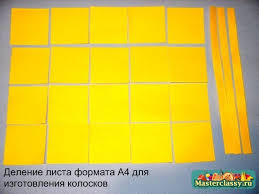 Деление листа формата А4 для
изготовления колосков
Masterclassy.ru